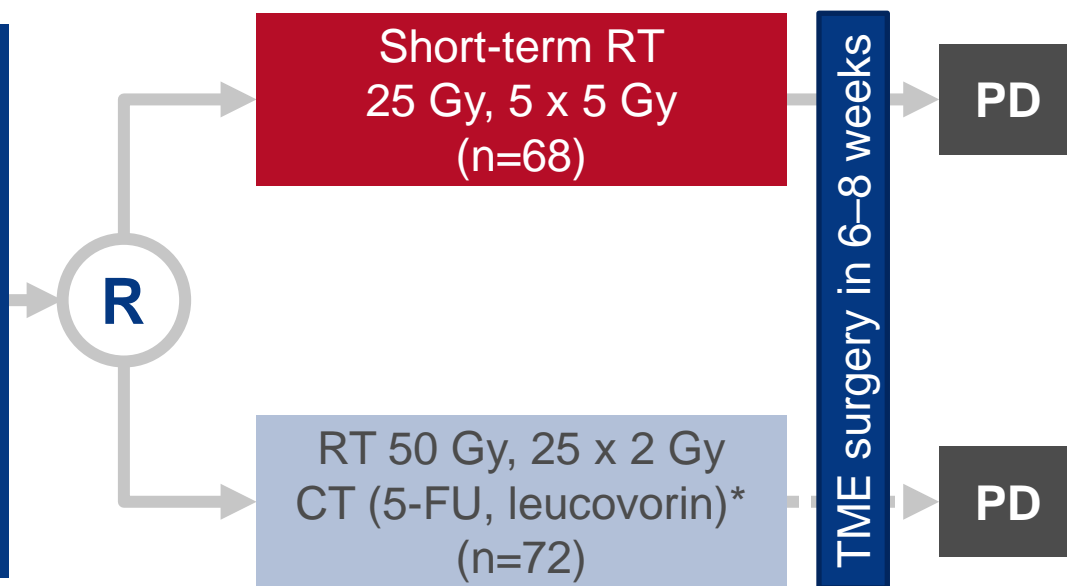 Short-term RT
25 Gy, 5 x 5 Gy
(n=68)
PD
R
TME surgery in 6–8 weeks
RT 50 Gy, 25 x 2 Gy
CT (5-FU, leucovorin)*
(n=72)
PD